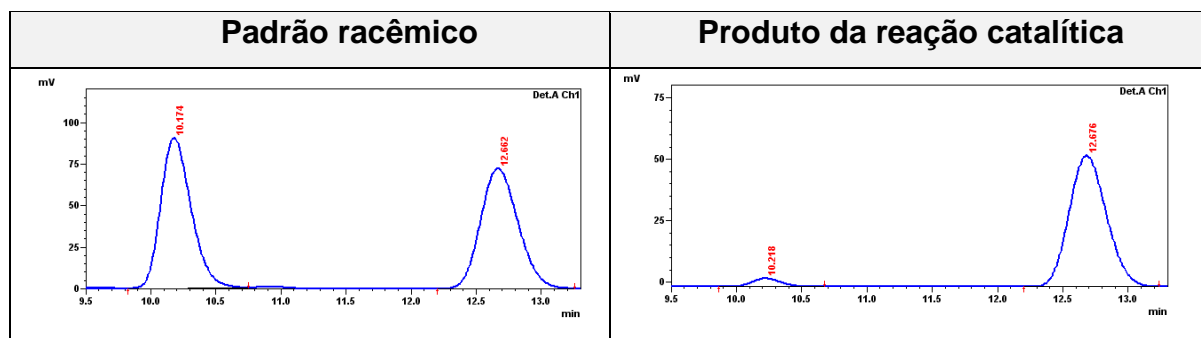 Padrão racêmico
mV
Det.A Ch1
10.174
12.662
100
75
50
25
0
9.5 10.0 10.5 11.0 11.5 12.0 12.5 13.0
min
Produto da reação catalítica
mV
Det.A Ch1
10.218
12.676
75
50
25
0
9.5 10.0 10.5 11.0 11.5 12.0 12.5 13.0
min